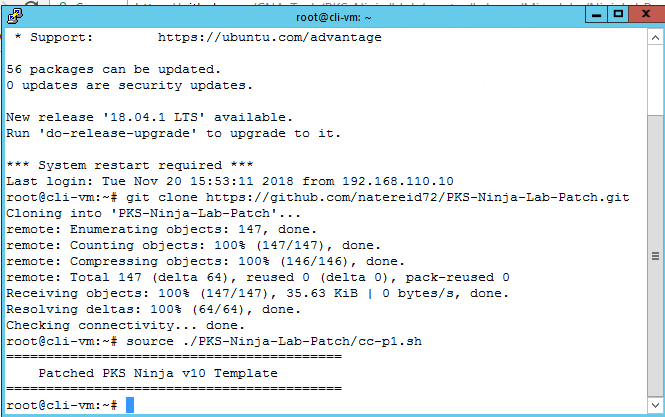 root@cli-vm: ~
* Support:        https://ubuntu.com/advantage
56 packages can be updated.
0 updates are security updates.
New release '18.04.1 LTS' available.
Run 'do-release-upgrade' to upgrade to it.
*** System restart required ***
Last login: Tue Nov 20 15:53:11 2018 from 192.168.110.10
root@cli-vm:~# git clone https://github.com/natereid72/PKS-Ninja-Lab-Patch.git
Cloning into 'PKS-Ninja-Lab-Patch'...
remote: Enumerating objects: 147, done.
remote: Counting objects: 100% (147/147), done.
remote: Compressing objects: 100% (146/146), done.
remote: Total 147 (delta 64), reused 0 (delta 0), pack-reused 0
Receiving objects: 100% (147/147), 35.63 KiB | 0 bytes/s, done.
Resolving deltas: 100% (64/64), done.
Checking connectivity... done.
root@cli-vm:~# source ./PKS-Ninja-Lab-Patch/cc-p1.sh
==========================================
Patched PKS Ninja v10 Template
==========================================
root@cli-vm:~#